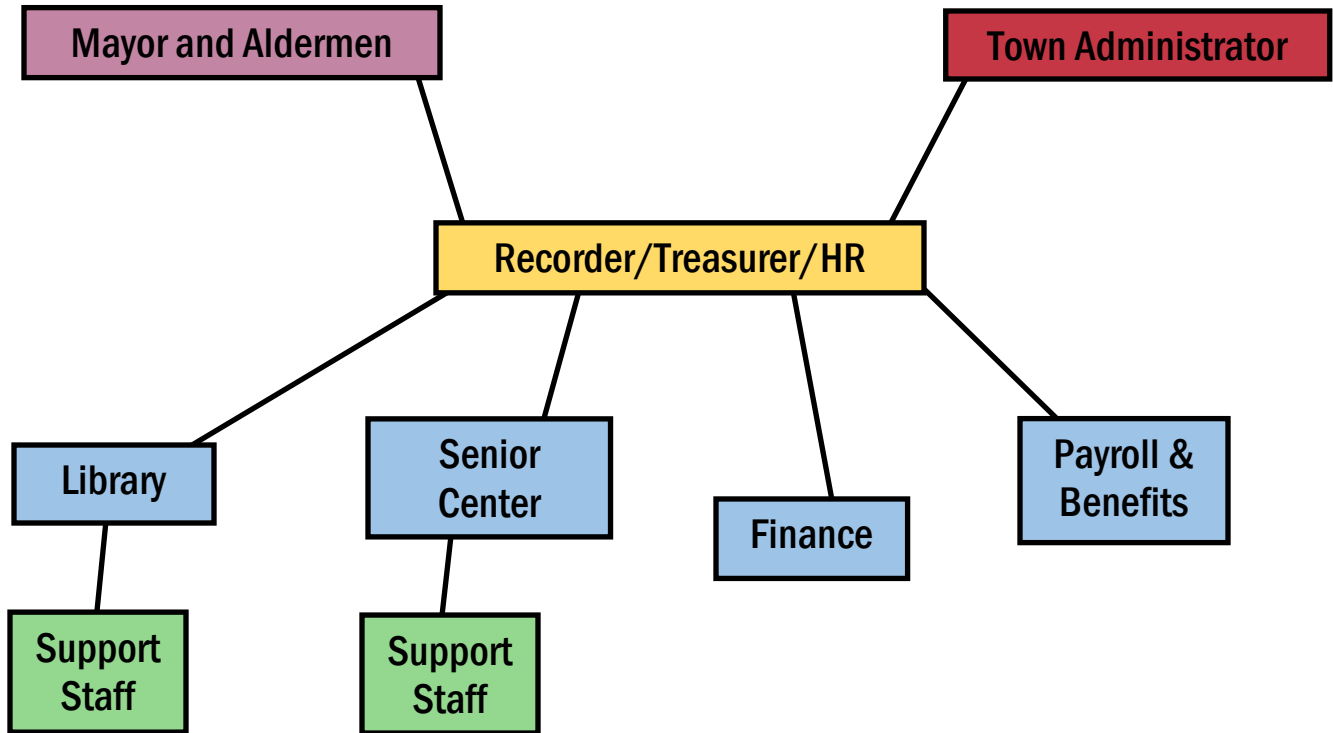 Mayor and Aldermen
Town Administrator
Recorder/Treasurer/HR
Library
Senior
Center
Finance
Payroll &
Benefits
Support
Staff
Support
Staff